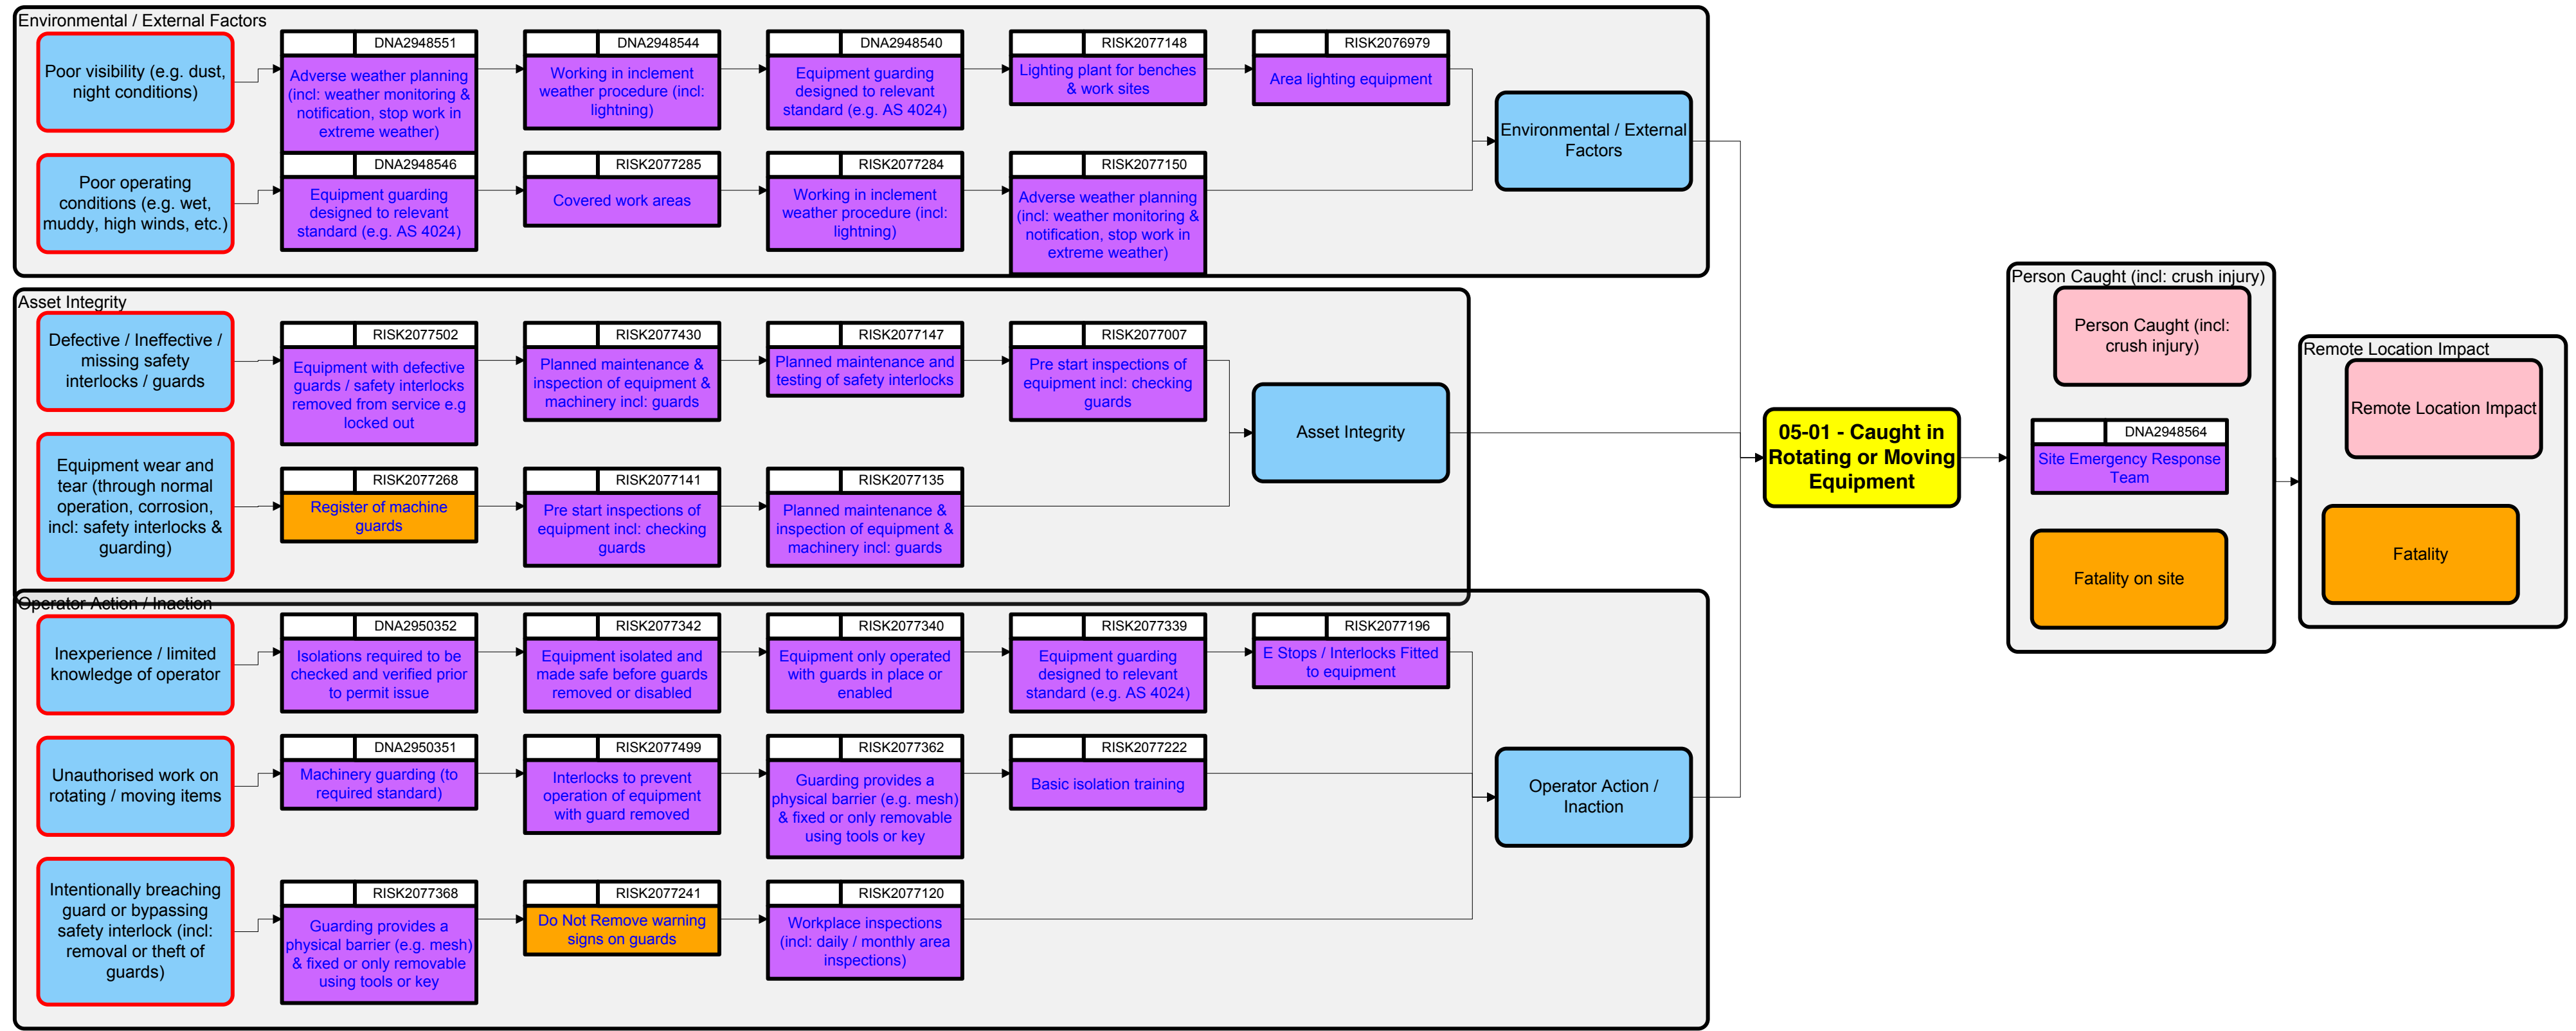 Environmental / External Factors
Poor visibility (e.g. dust,
night conditions)
DNA2948551
Adverse weather planning
(incl: weather monitoring &
notification, stop work in
extreme weather)
DNA2948544
Working in inclement
weather procedure (incl:
lightning)
DNA2948540
Equipment guarding
designed to relevant
standard (e.g. AS 4024)
RISK2077148
Lighting plant for benches
& work sites
RISK2076979
Area lighting equipment
Poor operating
conditions (e.g. wet,
muddy, high winds, etc.)
DNA2948546
Equipment guarding
designed to relevant
standard (e.g. AS 4024)
RISK2077285
Covered work areas
RISK2077284
Working in inclement
weather procedure (incl:
lightning)
RISK2077150
Adverse weather planning
(incl: weather monitoring &
notification, stop work in
extreme weather)
Environmental / External
Factors
Asset Integrity
Defective / Ineffective /
missing safety
interlocks / guards
RISK2077502
Equipment with defective
guards / safety interlocks
removed from service e.g
locked out
RISK2077430
Planned maintenance &
inspection of equipment &
machinery incl: guards
RISK2077147
Planned maintenance and
testing of safety interlocks
RISK2077007
Pre start inspections of
equipment incl: checking
guards
Equipment wear and
tear (through normal
operation, corrosion,
incl: safety interlocks &
guarding)
RISK2077268
Register of machine
guards
RISK2077141
Pre start inspections of
equipment incl: checking
guards
RISK2077135
Planned maintenance &
inspection of equipment &
machinery incl: guards
Asset Integrity
Operator Action / Inaction
Inexperience / limited
knowledge of operator
DNA2950352
Isolations required to be
checked and verified prior
to permit issue
RISK2077342
Equipment isolated and
made safe before guards
removed or disabled
RISK2077340
Equipment only operated
with guards in place or
enabled
RISK2077339
Equipment guarding
designed to relevant
standard (e.g. AS 4024)
RISK2077196
E Stops / Interlocks Fitted
to equipment
Unauthorised work on
rotating / moving items
DNA2950351
Machinery guarding (to
required standard)
RISK2077499
Interlocks to prevent
operation of equipment
with guard removed
RISK2077362
Guarding provides a
physical barrier (e.g. mesh)
& fixed or only removable
using tools or key
RISK2077222
Basic isolation training
Intentionally breaching
guard or bypassing
safety interlock (incl:
removal or theft of
guards)
RISK2077368
Guarding provides a
physical barrier (e.g. mesh)
& fixed or only removable
using tools or key
RISK2077241
Do Not Remove warning
signs on guards
RISK2077120
Workplace inspections
(incl: daily / monthly area
inspections)
Operator Action /
Inaction
05-01 - Caught in
Rotating or Moving
Equipment
Person Caught (incl: crush injury)
Person Caught (incl:
crush injury)
DNA2948564
Site Emergency Response
Team
Fatality on site
Remote Location Impact
Remote Location Impact
Fatality